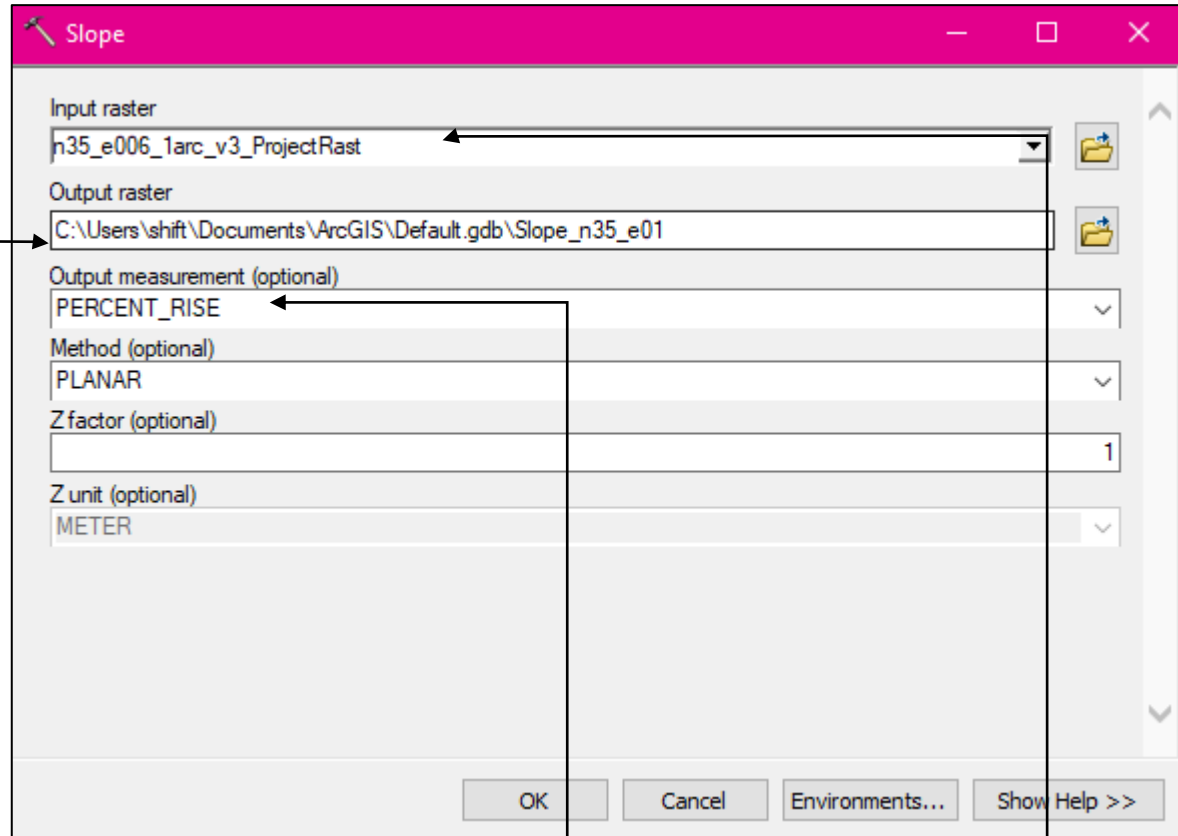 Slope
Input raster
n35_e006_1arc_v3_ProjectRast
Output raster
C:\Users\shift\Documents\ArcGIS\Default.gdb\Slope_n35_e01
Output measurement (optional)
PERCENT_RISE
Method (optional)
PLANAR
Z factor (optional)
1
Z unit (optional)
METER
OK Cancel Environments... Show Help >>